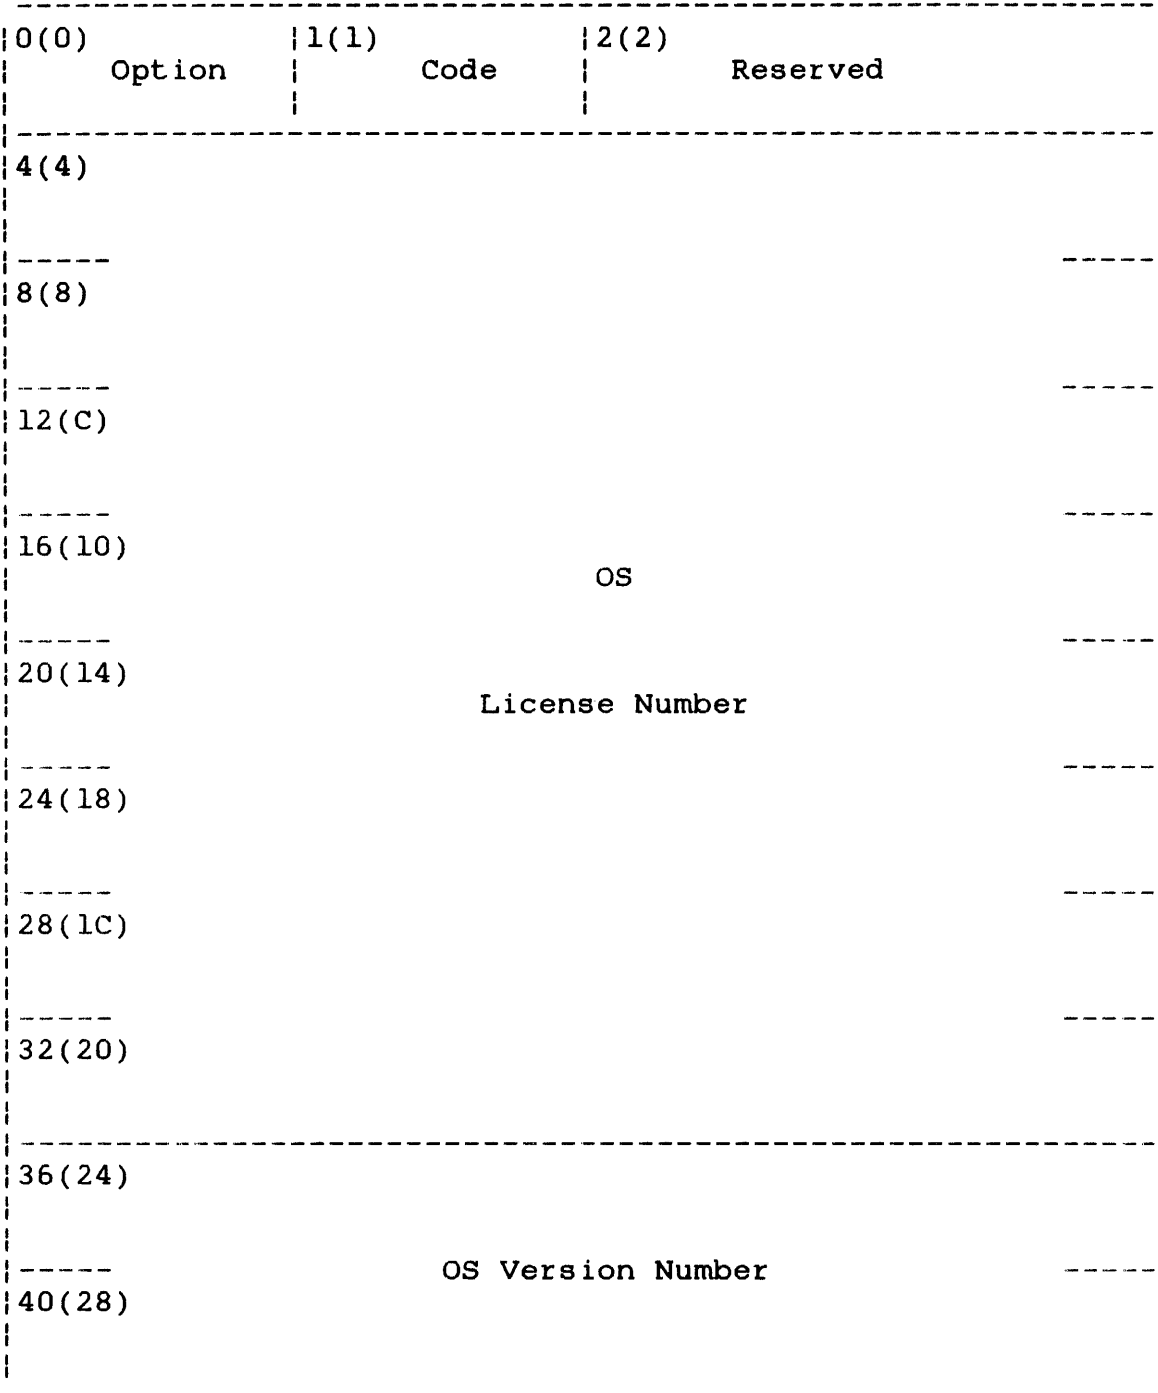 0(0) 1(1) 2(2)
Option Code Reserved
4(4)
8(8)
12(C)
16(10)
OS
20(14)
License Number
24(18)
28(1C)
32(20)
36(24)
OS Version Number
40(28)